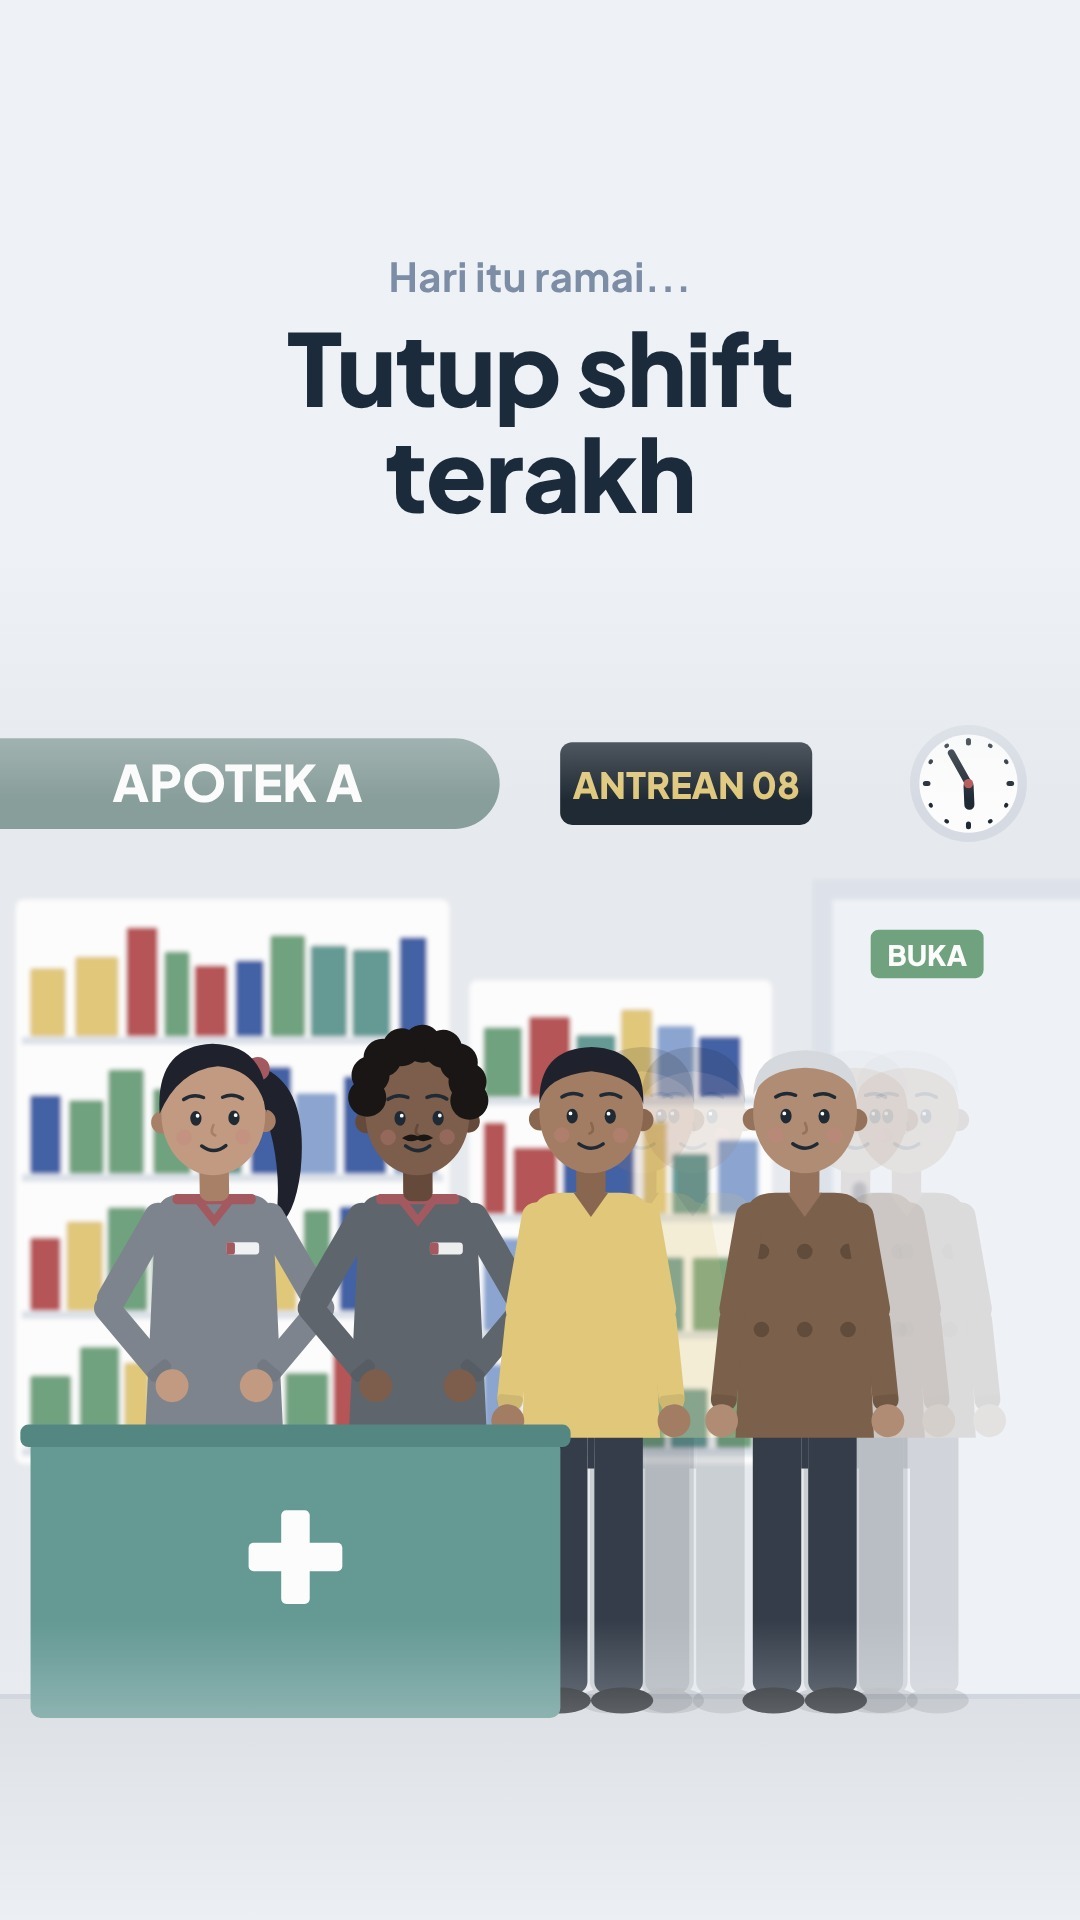 Hari itu ramai...
Tutup shift
terakh
APOTEK A
ANTREAN 08
BUKA